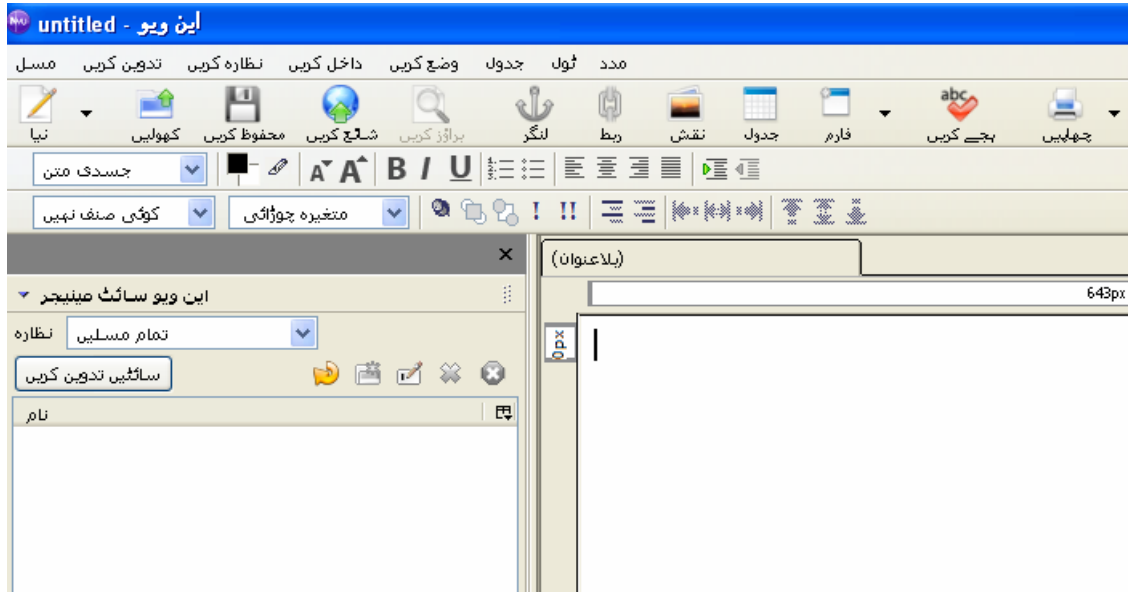 این ویو - untitled
مسل تدوین کریں نظارہ کریں داخل کریں وضع کریں جدول ٹول مدد
نیا کھولیں محفوظ کریں شائع کریں براؤز کریں لنگر ربط نقش جدول فارم ہجے کریں چھاپیں
جسدی متن
کوئی صنف نہیں متغیرہ چوڑائی
(بلاعنوان)
این ویو سائٹ مینیجر
643px
نظارہ تمام مسلیں
0px
سائٹیں تدوین کریں
نام